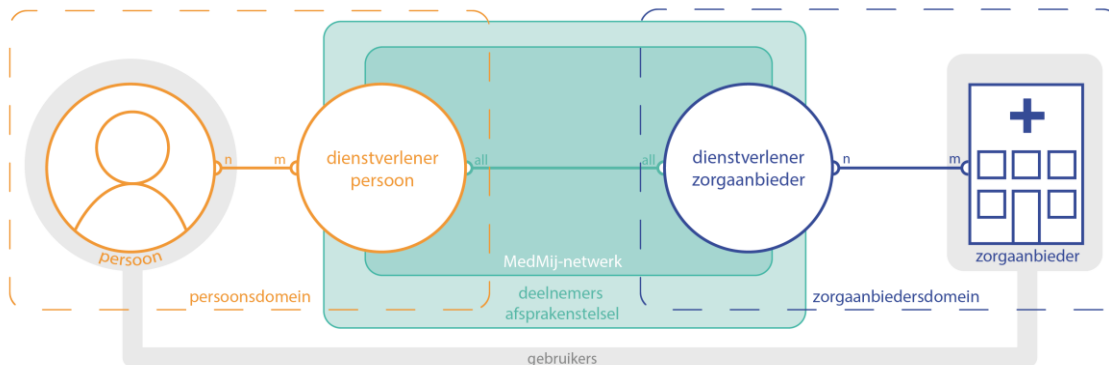 dienstverlener
persoon
dienstverlener
zorgaanbieder
n
m
all
all
n
m
persoon
MedMij-netwerk
zorgaanbieder
persoonsdomein
deelnemers
afsprakenstelsel
zorgaanbiedersdomein
gebruikers